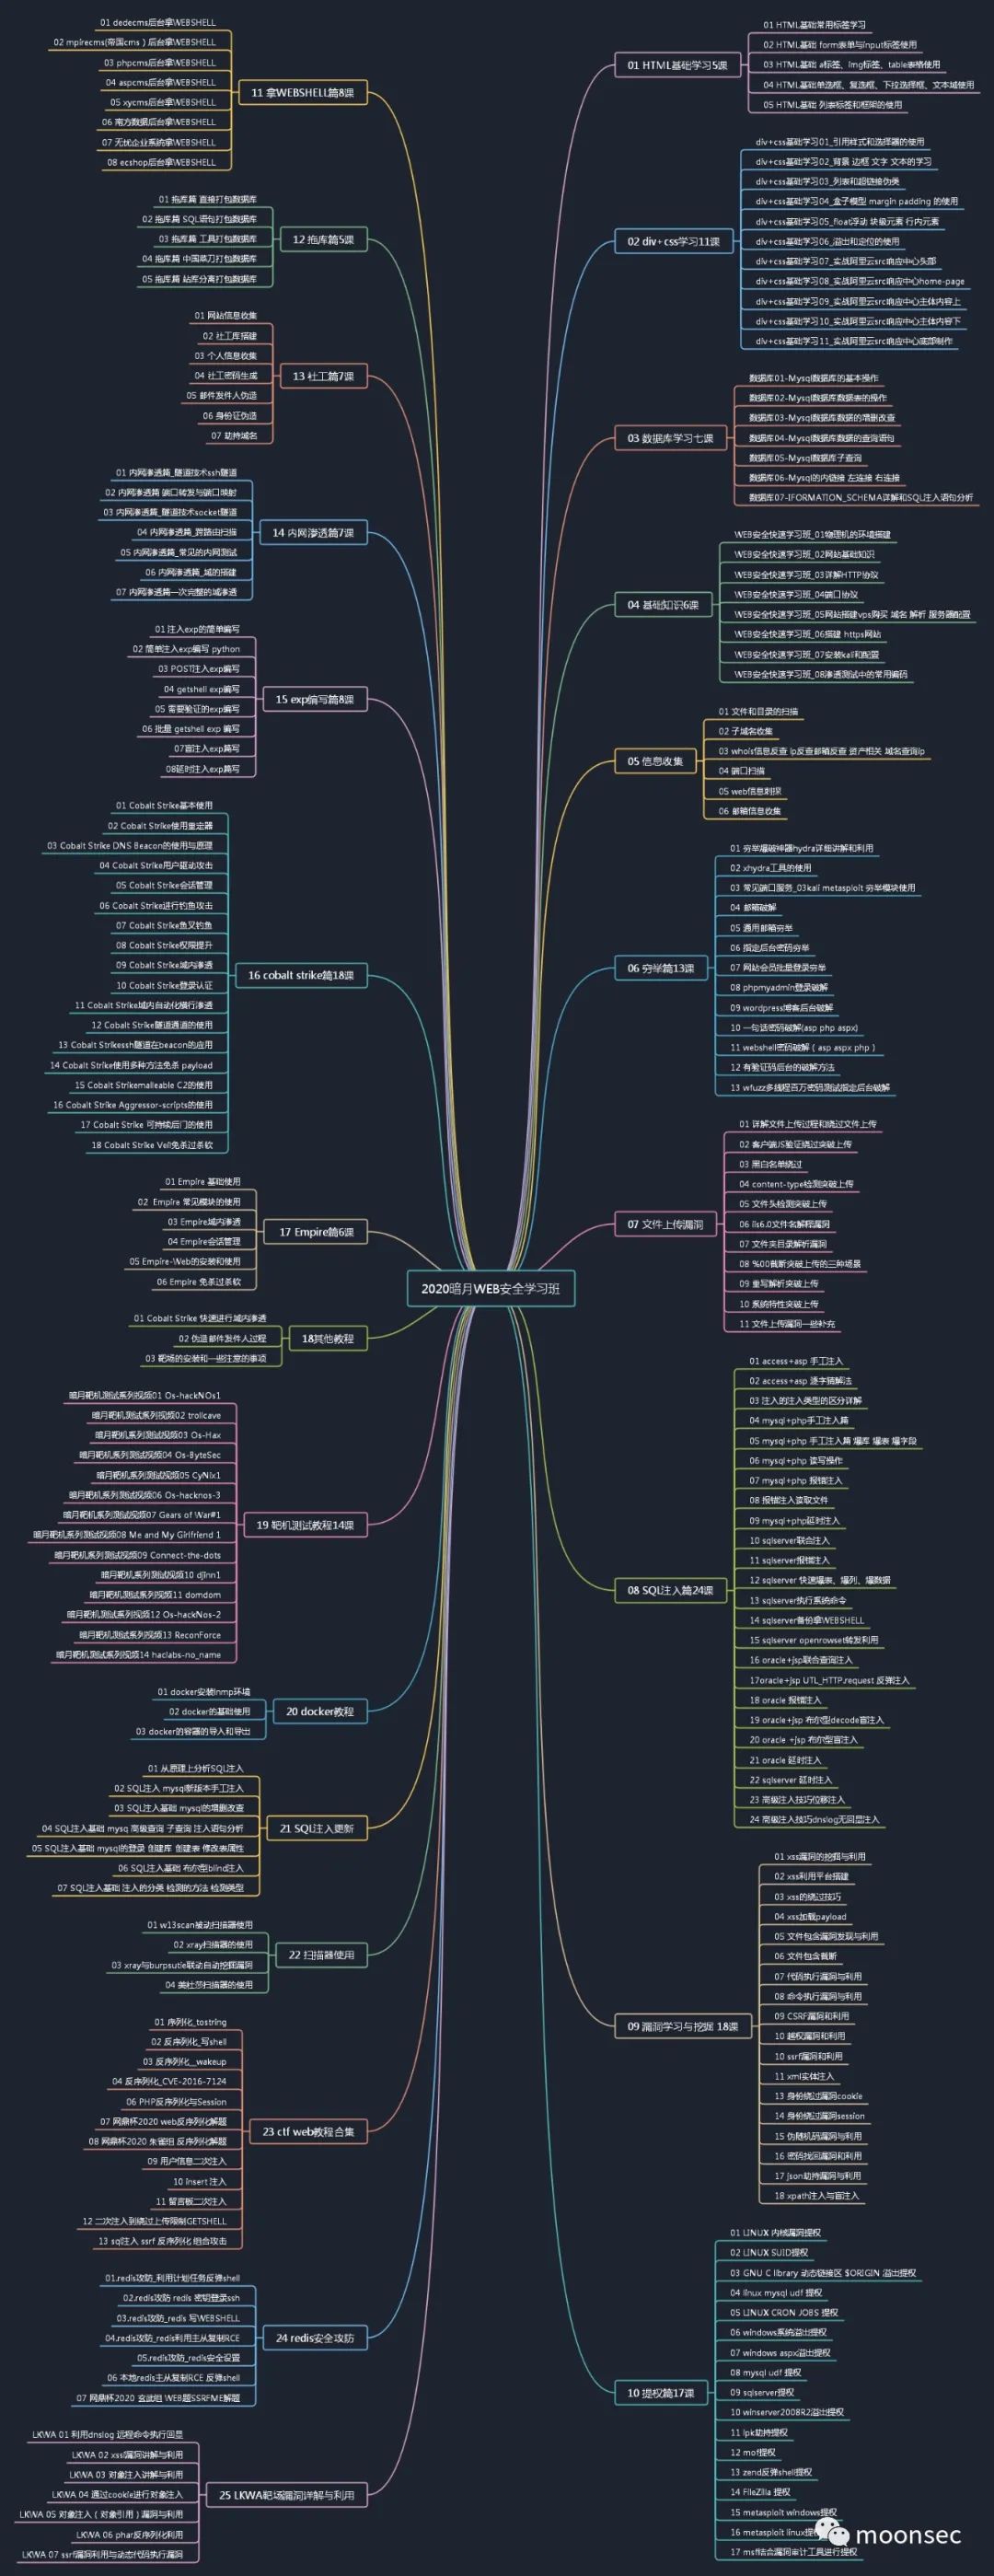 2020暗月WEB安全学习班
01 HTML基础学习5课
01 HTML基础常用标签学习
02 HTML基础 form表单与input标签使用
03 HTML基础 a标签、img标签、table表格使用
04 HTML基础单选框、复选框、下拉选择框、文本域使用
05 HTML基础 列表标签和框架的使用
02 div+css学习11课
div+css基础学习01_引用样式和选择器的使用
div+css基础学习02_背景 边框 文字 文本的学习
div+css基础学习03_列表和超链接伪类
div+css基础学习04_盒子模型 margin padding 的使用
div+css基础学习05_float浮动 块级元素 行内元素
div+css基础学习06_溢出和定位的使用
div+css基础学习07_实战阿里云src响应中心头部
div+css基础学习08_实战阿里云src响应中心home-page
div+css基础学习09_实战阿里云src响应中心主体内容上
div+css基础学习10_实战阿里云src响应中心主体内容下
div+css基础学习11_实战阿里云src响应中心底部制作
03 数据库学习七课
数据库01-Mysql数据库的基本操作
数据库02-Mysql数据库数据表的操作
数据库03-Mysql数据库数据的增删改查
数据库04-Mysql数据库数据的查询语句
数据库05-Mysql数据库子查询
数据库06-Mysql的内链接 左连接 右连接
数据库07-IFORMATION_SCHEMA详解和SQL注入语句分析
04 基础知识6课
WEB安全快速学习班_01物理机的环境搭建
WEB安全快速学习班_02网站基础知识
WEB安全快速学习班_03详解HTTP协议
WEB安全快速学习班_04端口协议
WEB安全快速学习班_05网站搭建vps购买 域名 解析 服务器配置
WEB安全快速学习班_06搭建 https网站
WEB安全快速学习班_07安装kali和配置
WEB安全快速学习班_08渗透测试中的常用编码
05 信息收集
01 文件和目录的扫描
02 子域名收集
03 whois信息反查 ip反查邮箱反查 资产相关 域名查询ip
04 端口扫描
05 web信息刺探
06 邮箱信息收集
06 穷举篇13课
01 穷举爆破神器hydra详细讲解和利用
02 xhydra工具的使用
03 常见端口服务_03kali metasploit 穷举模块使用
04 邮箱破解
05 通用邮箱穷举
06 指定后台密码穷举
07 网站会员批量登录穷举
08 phpmyadmin登录破解
09 wordpress博客后台破解
10 一句话密码破解(asp php aspx)
11 webshell密码破解（asp aspx php）
12 有验证码后台的破解方法
13 wfuzz多线程百万密码测试指定后台破解
07 文件上传漏洞
01 详解文件上传过程和绕过文件上传
02 客户端JS验证绕过突破上传
03 黑白名单绕过
04 content-type检测突破上传
05 文件头检测突破上传
06 iis6.0文件名解释漏洞
07 文件夹目录解析漏洞
08 %00截断突破上传的三种场景
09 重写解析突破上传
10 系统特性突破上传
11 文件上传漏洞一些补充
08 SQL注入篇24课
01 access+asp 手工注入
02 access+asp 逐字猜解法
03 注入的注入类型的区分详解
04 mysql+php手工注入篇
05 mysql+php 手工注入篇 爆库 爆表 爆字段
06 mysql+php 读写操作
07 mysql+php 报错注入
08 报错注入读取文件
09 mysql+php延时注入
10 sqlserver联合注入
11 sqlserver报错注入
12 sqlserver 快速爆表、爆列、爆数据
13 sqlserver执行系统命令
14 sqlserver备份拿WEBSHELL
15 sqlserver openrowset转发利用
16 oracle+jsp联合查询注入
17oracle+jsp UTL_HTTP.request 反弹注入
18 oracle 报错注入
19 oracle+jsp 布尔型decode盲注入
20 oracle +jsp 布尔型盲注入
21 oracle 延时注入
22 sqlserver 延时注入
23 高级注入技巧位移注入
24 高级注入技巧dnslog无回显注入
09 漏洞学习与挖掘 18课
01 xss漏洞的挖掘与利用
02 xss利用平台搭建
03 xss的绕过技巧
04 xss加载payload
05 文件包含漏洞发现与利用
06 文件包含截断
07 代码执行漏洞与利用
08 命令执行漏洞与利用
09 CSRF漏洞和利用
10 越权漏洞和利用
10 ssrf漏洞和利用
11 xml实体注入
13 身份绕过漏洞cookie
14 身份绕过漏洞session
15 伪随机码漏洞与利用
16 密码找回漏洞和利用
17 json劫持漏洞与利用
18 xpath注入与盲注入
10 提权篇17课
01 LINUX 内核漏洞提权
02 LINUX SUID提权
03 GNU C library 动态链接区 $ORIGIN 溢出提权
04 linux mysql udf 提权
05 LINUX CRON JOBS 提权
06 windows系统溢出提权
07 windows aspx溢出提权
08 mysql udf 提权
09 sqlserver提权
10 winserver2008R2溢出提权
11 lpk劫持提权
12 mof提权
13 zend反弹shell提权
14 FileZilla 提权
15 metasploit windows提权
16 metasploit linux提
17 msf结合漏洞审计工具进行提权
11 拿WEBSHELL篇8课
01 dedecms后台拿WEBSHELL
02 mpirecms(帝国cms）后台拿WEBSHELL
03 phpcms后台拿WEBSHELL
04 aspcms后台拿WEBSHELL
05 xycms后台拿WEBSHELL
06 南方数据后台拿WEBSHELL
07 无忧企业系统拿WEBSHELL
08 ecshop后台拿WEBSHELL
12 拖库篇5课
01 拖库篇 直接打包数据库
02 拖库篇 SQL语句打包数据库
03 拖库篇 工具打包数据库
04 拖库篇 中国菜刀打包数据库
05 拖库篇 站库分离打包数据库
13 社工篇7课
01 网站信息收集
02 社工库搭建
03 个人信息收集
04 社工密码生成
05 邮件发件人伪造
06 身份证伪造
07 劫持域名
14 内网渗透篇7课
01 内网渗透篇_隧道技术ssh隧道
02 内网渗透篇 端口转发与端口映射
03 内网渗透篇_隧道技术socket隧道
04 内网渗透篇_跨路由扫描
05 内网渗透篇_常见的内网测试
06 内网渗透篇_域的搭建
07 内网渗透篇一次完整的域渗透
15 exp编写篇8课
01 注入exp的简单编写
02 简单注入exp编写 python
03 POST注入exp编写
04 getshell exp编写
05 需要验证的exp编写
06 批量 getshell exp 编写
07盲注入exp篇写
08延时注入exp篇写
16 cobalt strike篇18课
01 Cobalt Strike基本使用
02 Cobalt Strike使用重定器
03 Cobalt Strike DNS Beacon的使用与原理
04 Cobalt Strike用户驱动攻击
05 Cobalt Strike会话管理
06 Cobalt Strike进行钓鱼攻击
07 Cobalt Strike鱼叉钓鱼
08 Cobalt Strike权限提升
09 Cobalt Strike域内渗透
10 Cobalt Strike登录认证
11 Cobalt Strike域内自动化横行渗透
12 Cobalt Strike隧道通道的使用
13 Cobalt Strikessh隧道在beacon的应用
14 Cobalt Strike使用多种方法免杀 payload
15 Cobalt Strikemalleable C2的使用
16 Cobalt Strike Aggressor-scripts的使用
17 Cobalt Strike 可持续后门的使用
18 Cobalt Strike Veil免杀过杀软
17 Empire篇6课
01 Empire 基础使用
02 Empire 常见模块的使用
03 Empire域内渗透
04 Empire会话管理
05 Empire-Web的安装和使用
06 Empire 免杀过杀软
18其他教程
01 Cobalt Strike 快速进行域内渗透
02 伪造邮件发件人过程
03 靶场的安装和一些注意的事项
19 靶机测试教程14课
暗月靶机测试系列视频01 Os-hackNOs1
暗月靶机测试系列视频02 trollcave
暗月靶机系列测试视频03 Os-Hax
暗月靶机系列测试视频04 Os-ByteSec
暗月靶机系列测试视频05 CyNix1
暗月靶机系列测试视频06 Os-hacknos-3
暗月靶机系列测试视频07 Gears of War#1
暗月靶机系列测试视频08 Me and My Girlfriend 1
暗月靶机系列测试视频09 Connect-the-dots
暗月靶机系列测试视频10 djinn1
暗月靶机测试系列视频11 domdom
暗月靶机测试系列视频12 Os-hackNos-2
暗月靶机测试系列视频13 ReconForce
暗月靶机测试系列视频14 haclabs-no_name
20 docker教程
01 docker安装lnmp环境
02 docker的基础使用
03 docker的容器的导入和导出
21 SQL注入更新
01 从原理上分析SQL注入
02 SQL注入 mysql新版本手工注入
03 SQL注入基础 mysql的增删改查
04 SQL注入基础 mysq 高级查询 子查询 注入语句分析
05 SQL注入基础 mysql的登录 创建库 创建表 修改表属性
06 SQL注入基础 布尔型blind注入
07 SQL注入基础 注入的分类 检测的方法 检测类型
22 扫描器使用
01 w13scan被动扫描器使用
02 xray扫描器的使用
03 xray与burpsutie联动自动挖掘漏洞
04 美杜莎扫描器的使用
23 ctf web教程合集
01 序列化_tostring
02 反序列化_写shell
03 反序列化__wakeup
04 反序列化_CVE-2016-7124
06 PHP反序列化与Session
07 网鼎杯2020 web反序列化解题
08 网鼎杯2020 朱雀组 反序列化解题
09 用户信息二次注入
10 insert 注入
11 留言板二次注入
12 二次注入到绕过上传限制GETSHELL
13 sql注入 ssrf 反序列化 组合攻击
24 redis安全攻防
01.redis攻防_利用计划任务反弹shell
02.redis攻防 redis 密钥登录ssh
03.redis攻防_redis 写WEBSHELL
04.redis攻防_redis利用主从复制RCE
05.redis攻防_redis安全设置
06 本地redis主从复制RCE 反弹shell
07 网鼎杯2020 玄武组 WEB题SSRFME解题
25 LKWA靶场漏洞详解与利用
LKWA 01 利用dnslog 远程命令执行回显
LKWA 02 xssi漏洞讲解与利用
LKWA 03 对象注入讲解与利用
LKWA 04 通过cookie进行对象注入
LKWA 05 对象注入（对象引用）漏洞与利用
LKWA 06 phar反序列化利用
LKWA 07 ssrf漏洞利用与动态代码执行漏洞
moonsec